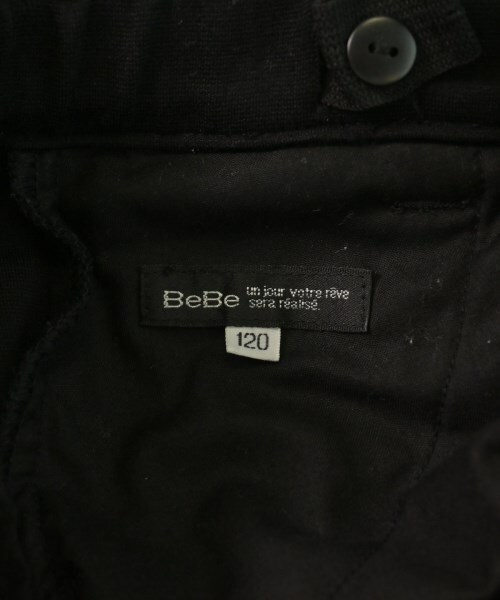 BeBe
un jour votre rêve
sera réalisé.
120